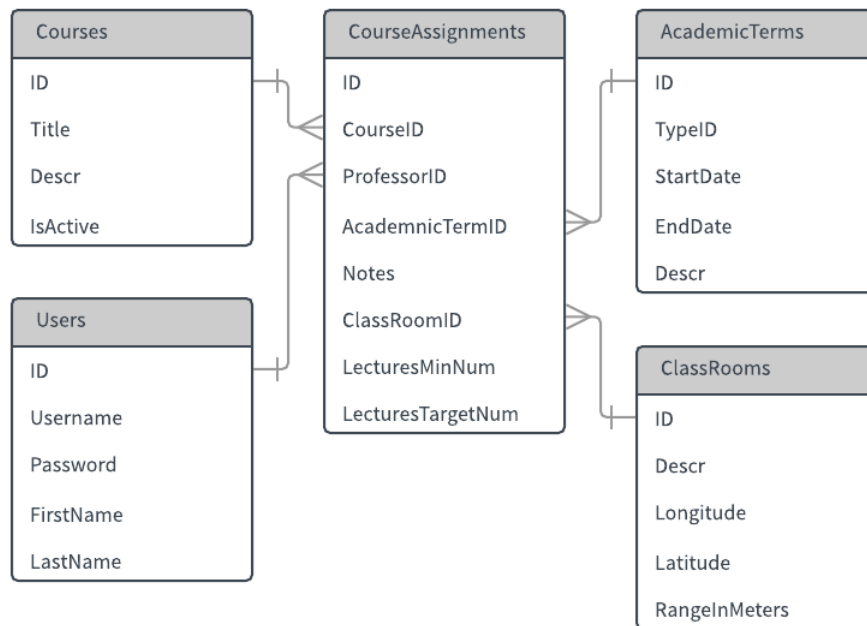 Courses
ID
Title
Descr
IsActive
Users
ID
Username
Password
FirstName
LastName
CourseAssignments
ID
CourseID
ProfessorID
AcademnicTermID
Notes
ClassRoomID
LecturesMinNum
LecturesTargetNum
AcademicTerms
ID
TypeID
StartDate
EndDate
Descr
ClassRooms
ID
Descr
Longitude
Latitude
RangeInMeters